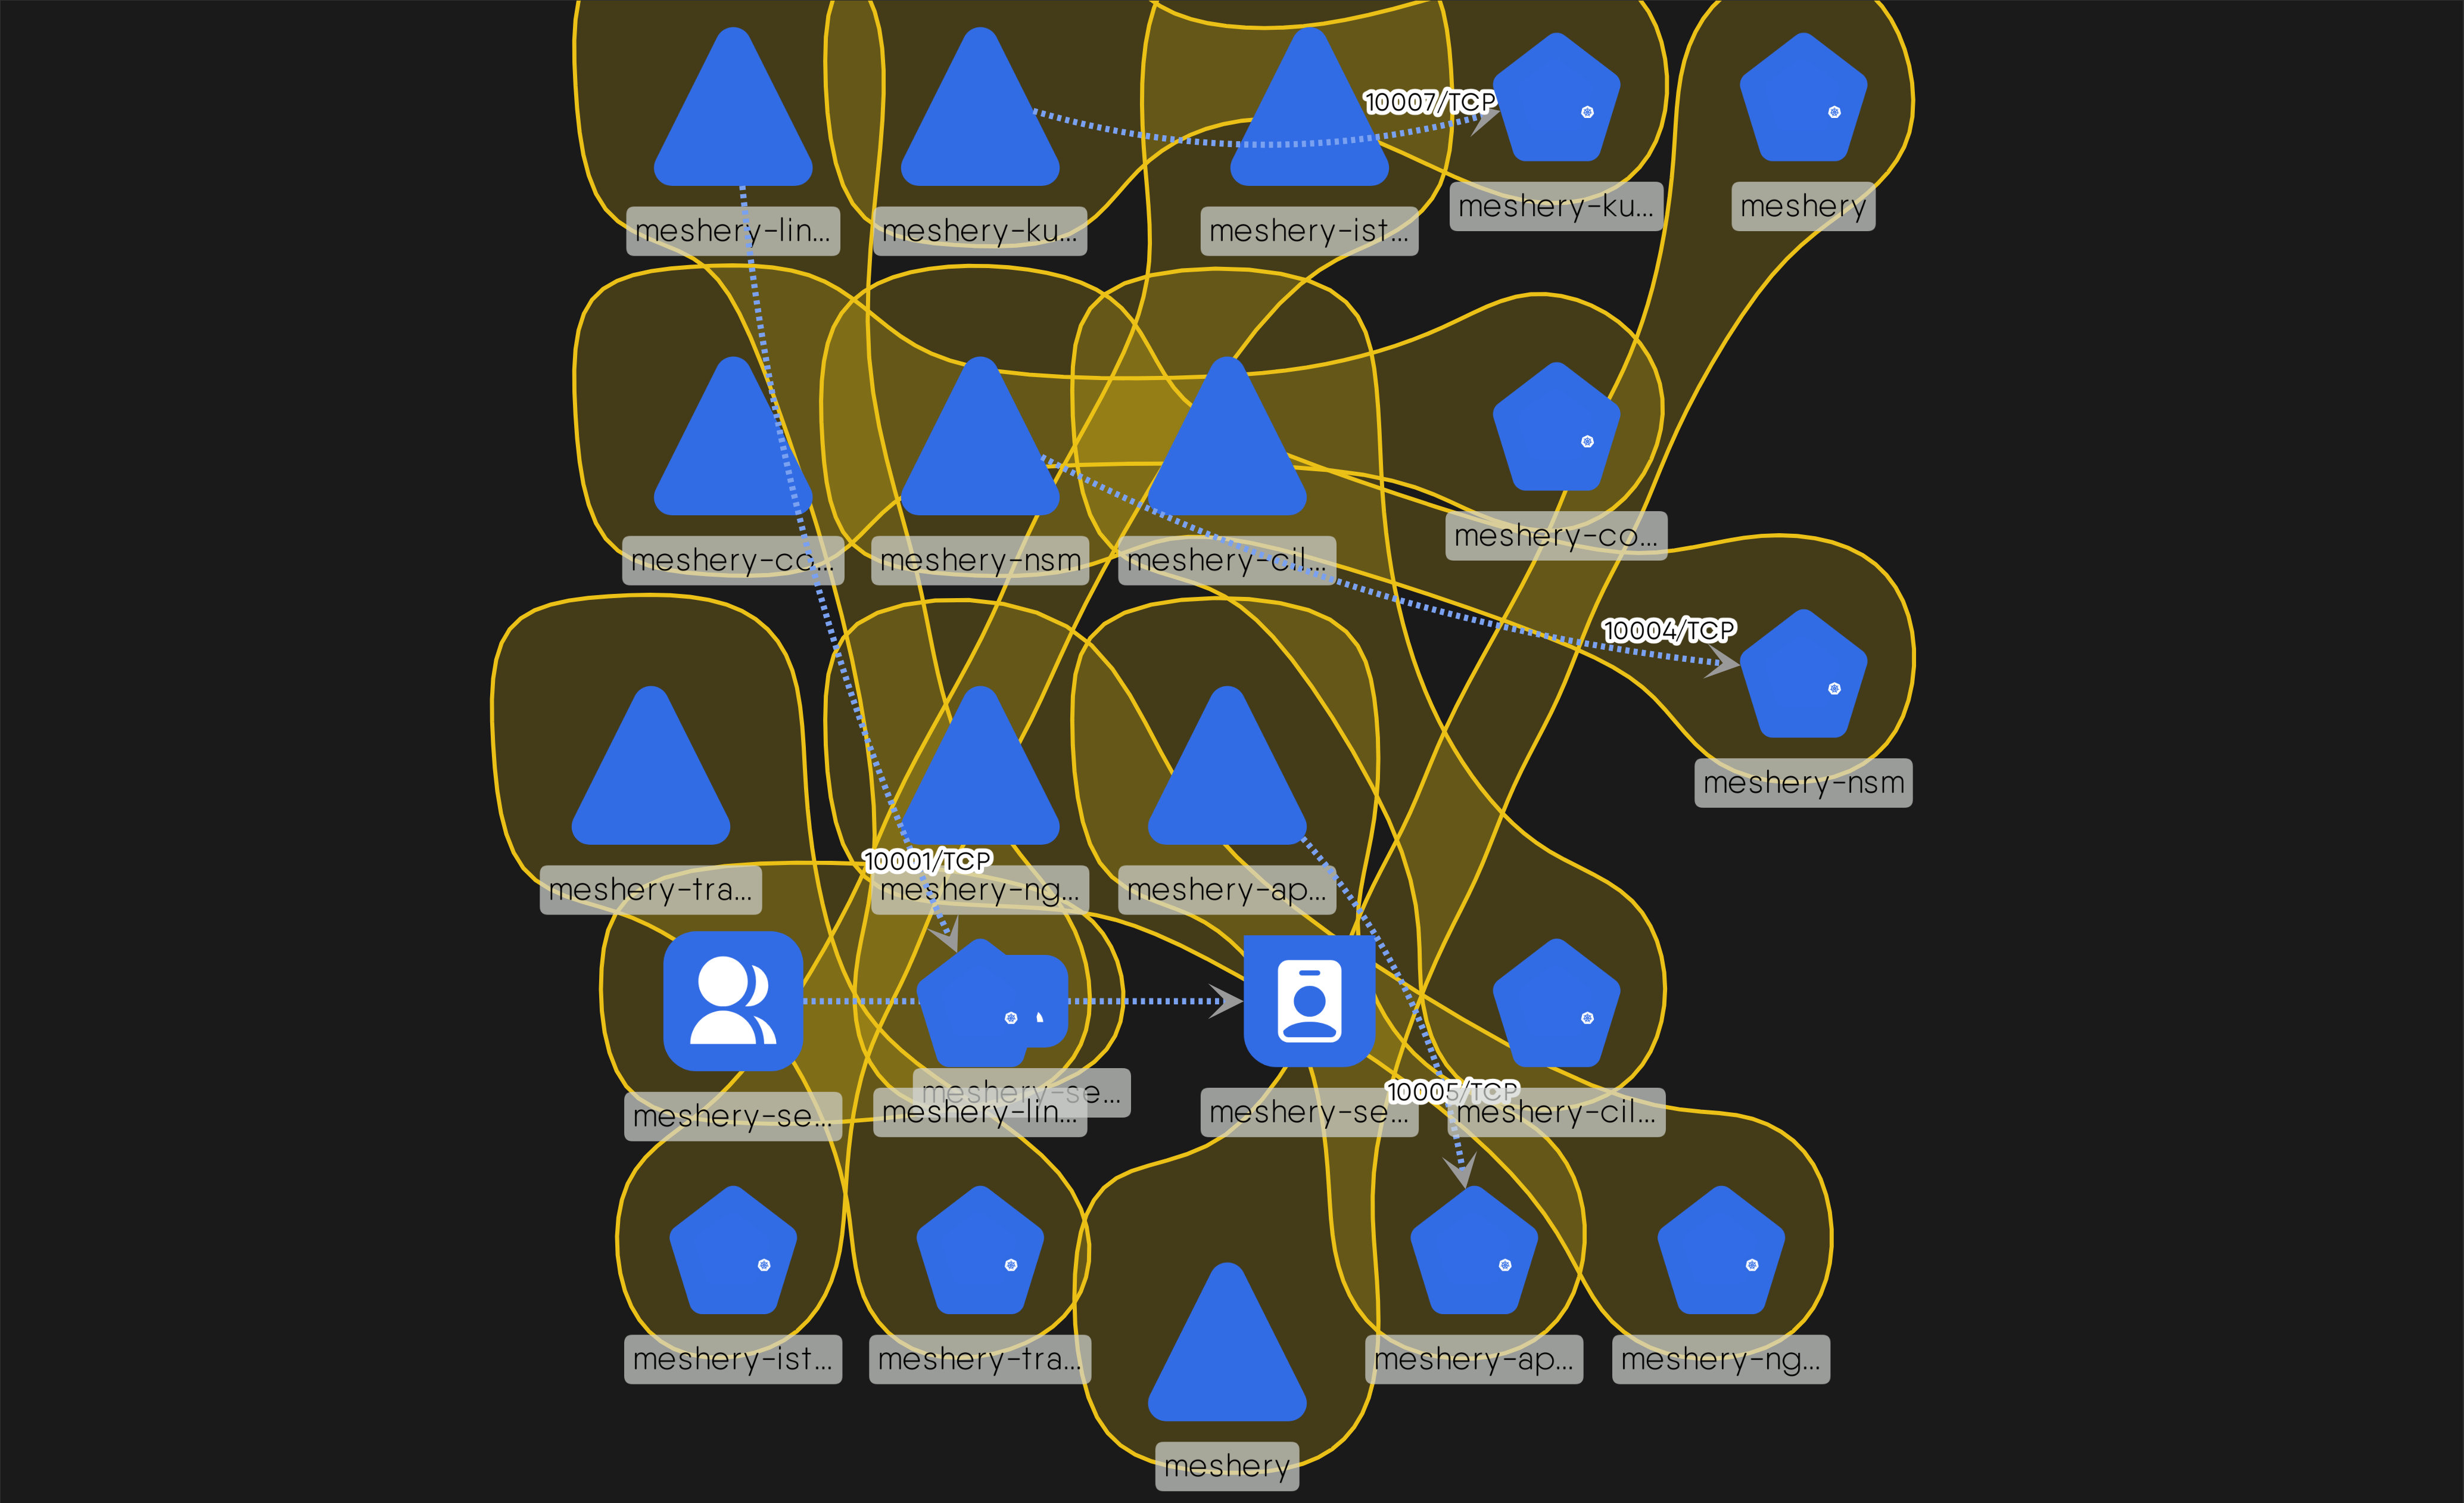 10007/TCP
meshery-lin...
meshery-ku...
meshery-ist...
meshery-ku...
meshery
meshery-co...
meshery-nsm
meshery-cil...
meshery-co...
10004/TCP
meshery-nsm
10001/TCP
meshery-tra...
meshery-ng...
meshery-ap...
meshery-se...
meshery-se...
meshery-lin...
meshery-se...
10005/TCP
meshery-cil...
meshery-ist...
meshery-tra...
meshery-ap...
meshery-ng...
meshery